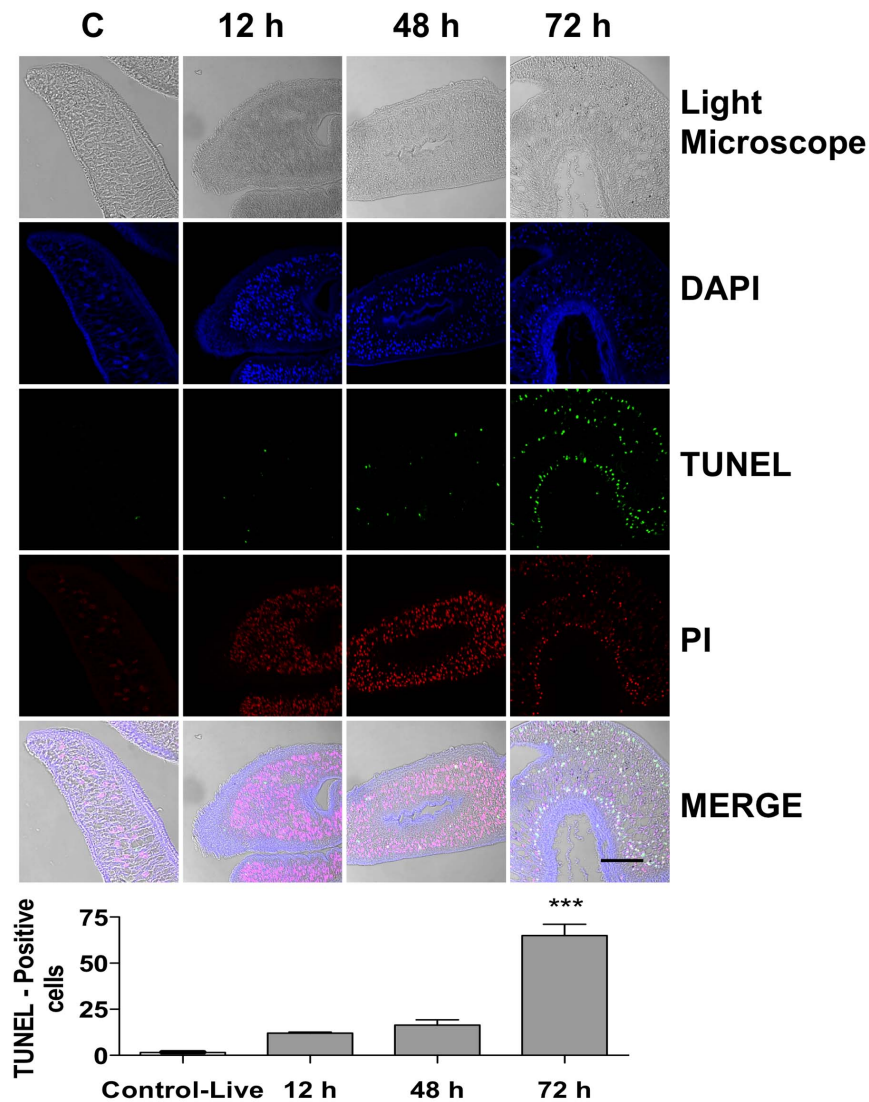 C 12 h 48 h 72 h
Light
Microscope
DAPI
TUNEL
PI
MERGE
***
TUNEL - Positive
cells
75
50
25
0
Control-Live 12 h 48 h 72 h